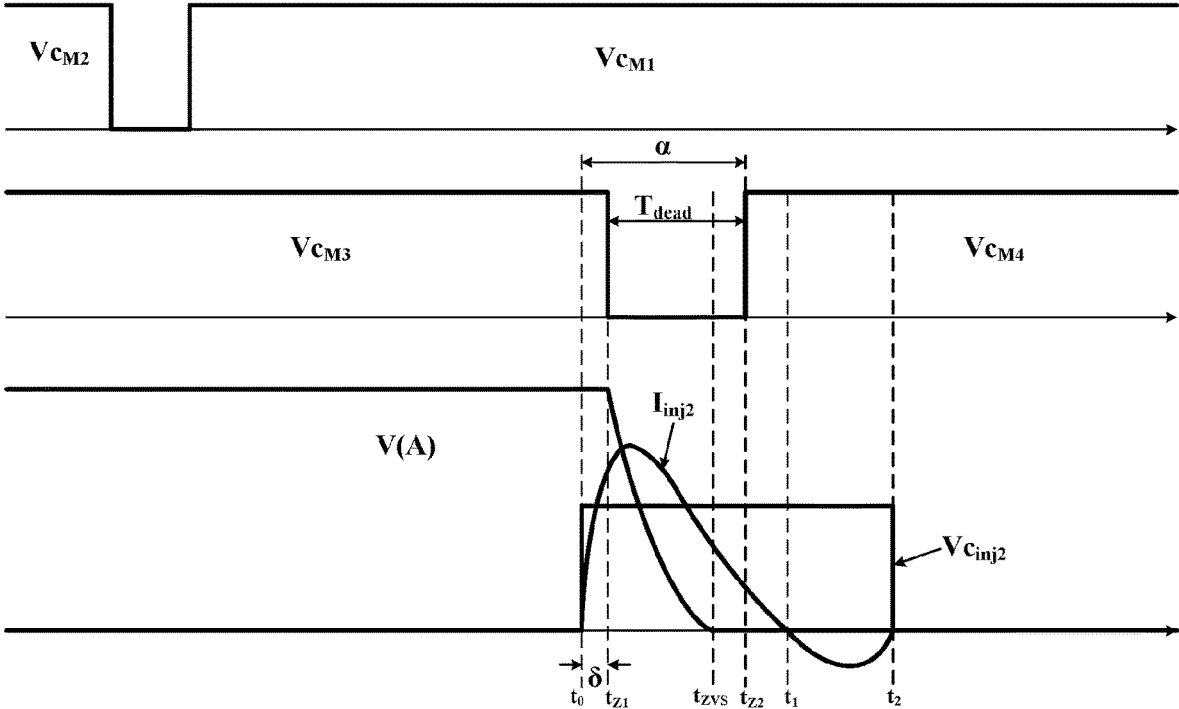 Vc_M2
Vc_M1
α
T_dead
Vc_M3
Vc_M4
I_inj2
V(A)
Vc_inj2
δ
t_0 t_Z1 t_ZVS t_Z2 t_1 t_2